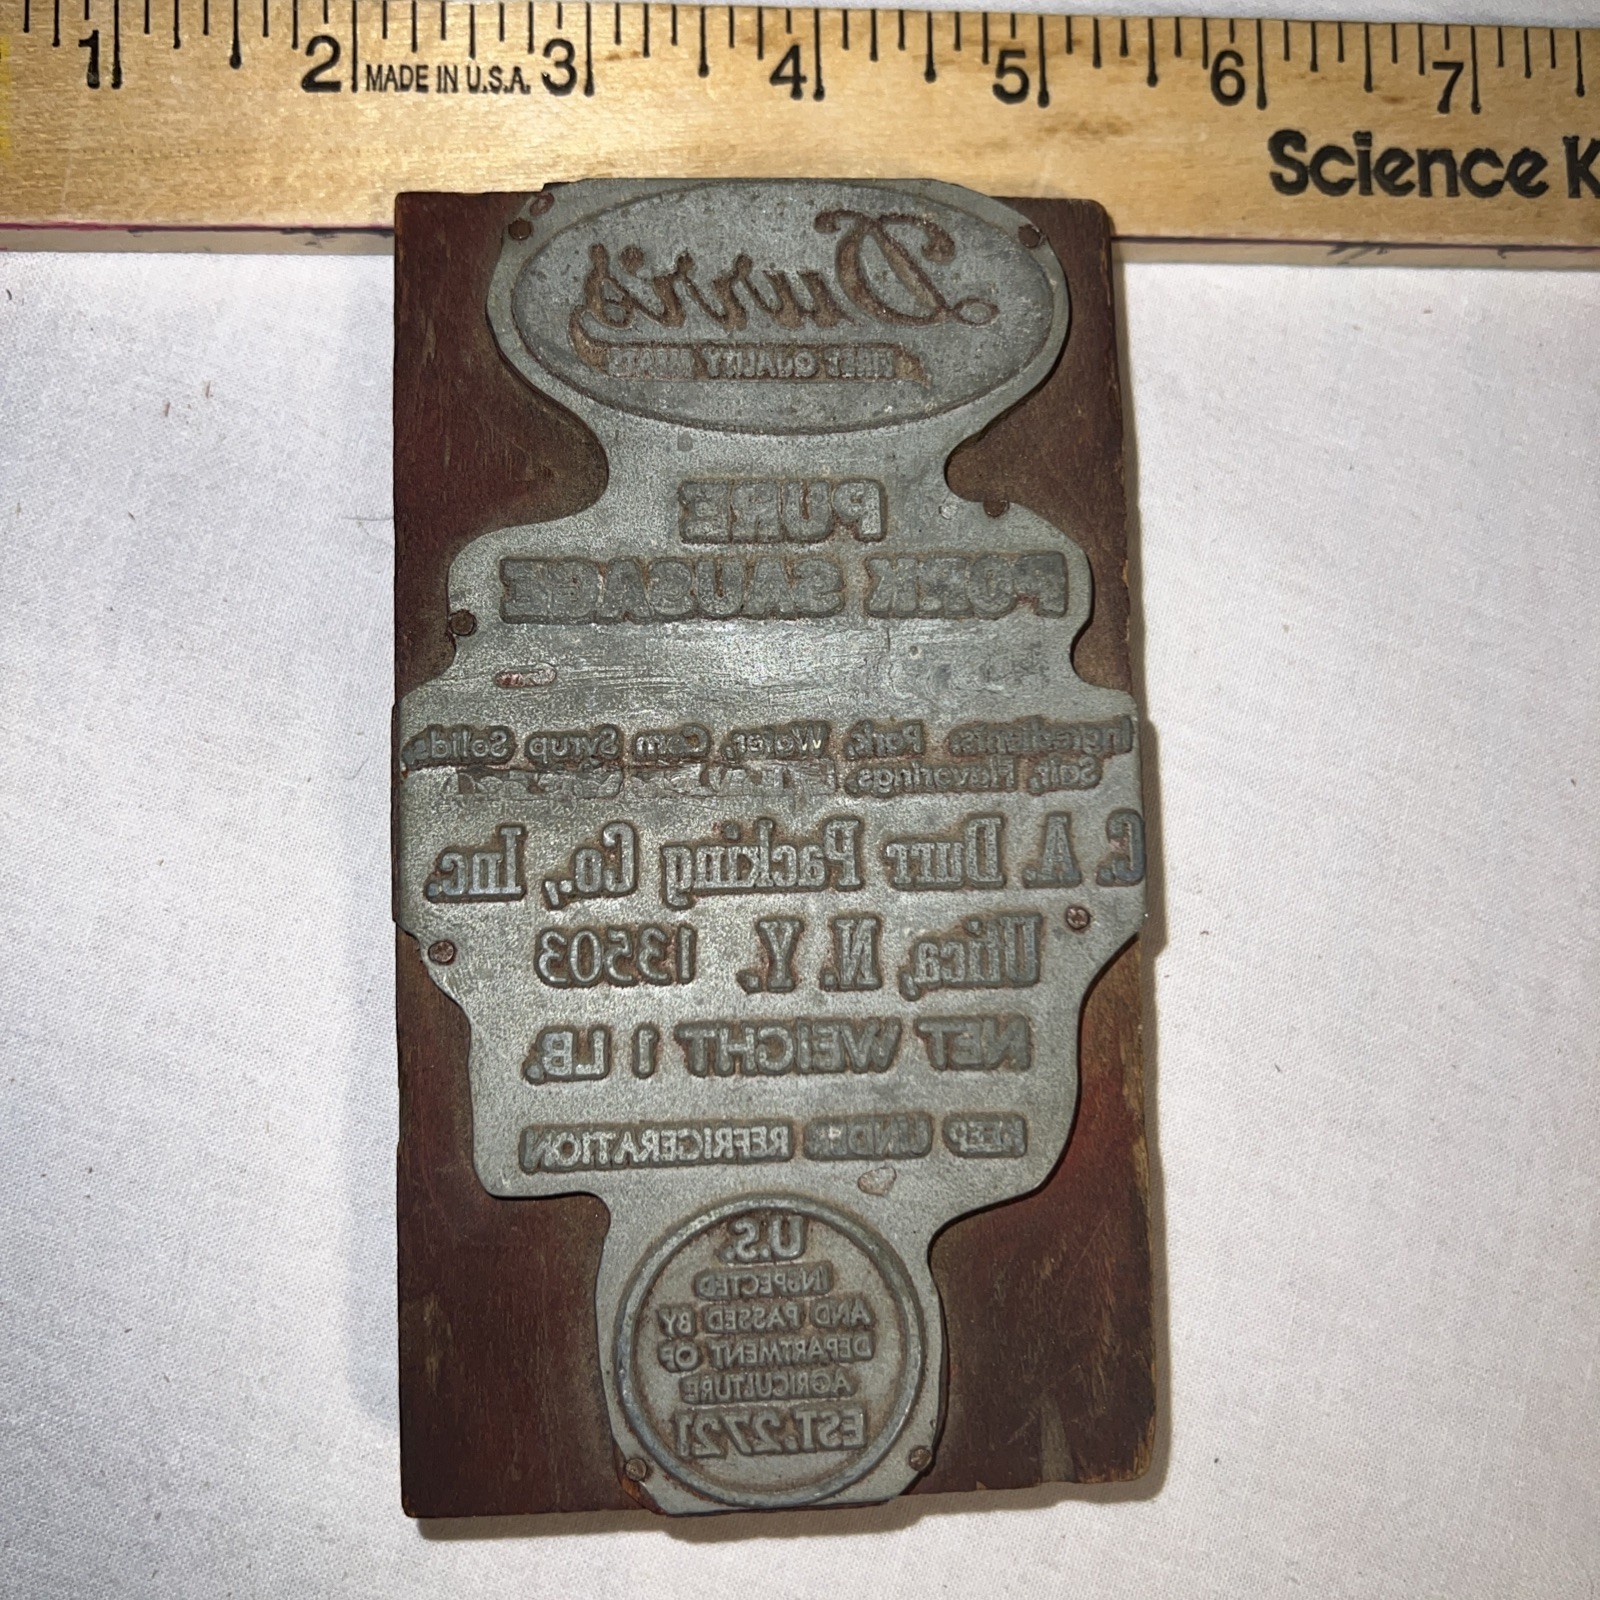 1 2 3 4 5 6 7
MADE IN U.S.A.
Science K
Durr's
FINEST QUALITY MEATS
PURE
PORK SAUSAGE
Ingredients: Pork, Water, Corn Syrup Solids,
Salt, Flavorings,
C. A. Durr Packing Co., Inc.
Utica, N. Y. 13503
NET WEIGHT 1 LB.
KEEP UNDER REFRIGERATION
U.S.
INSPECTED
AND PASSED BY
DEPARTMENT OF
AGRICULTURE
EST. 2721